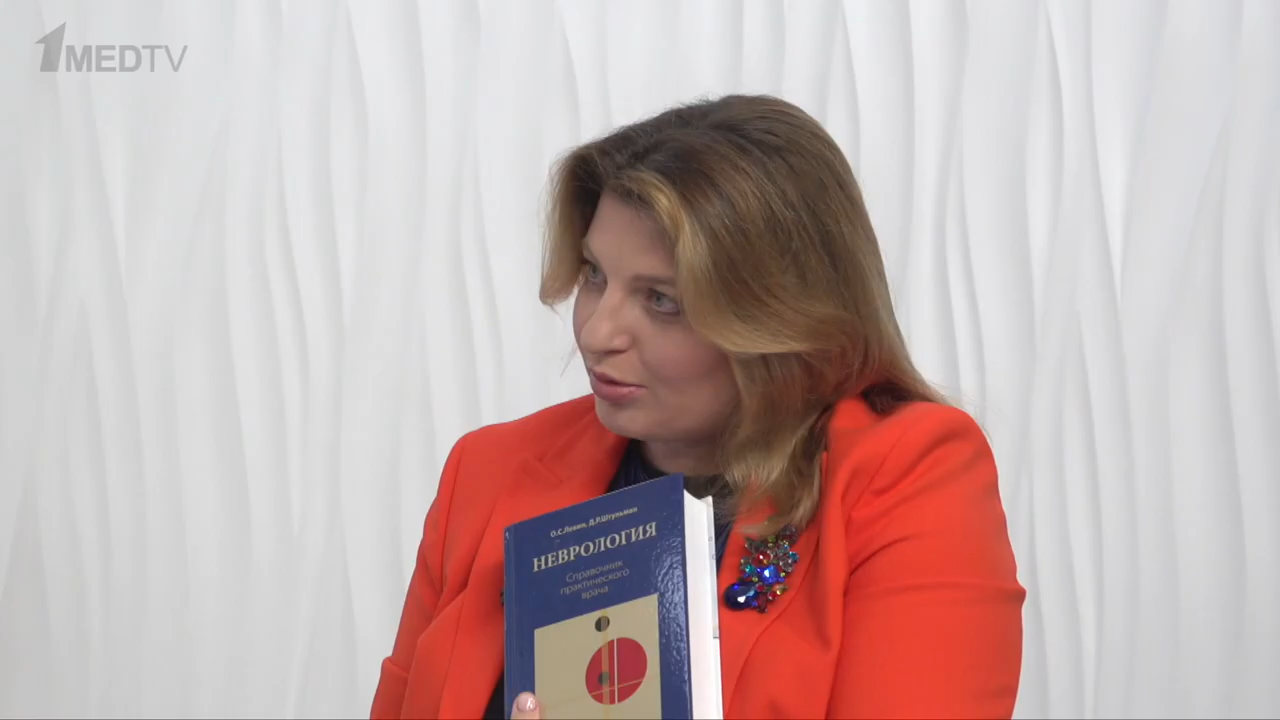 1MEDTV
О.С.Левин, Д.Р.Штульман
НЕВРОЛОГИЯ
Справочник
практического
врача